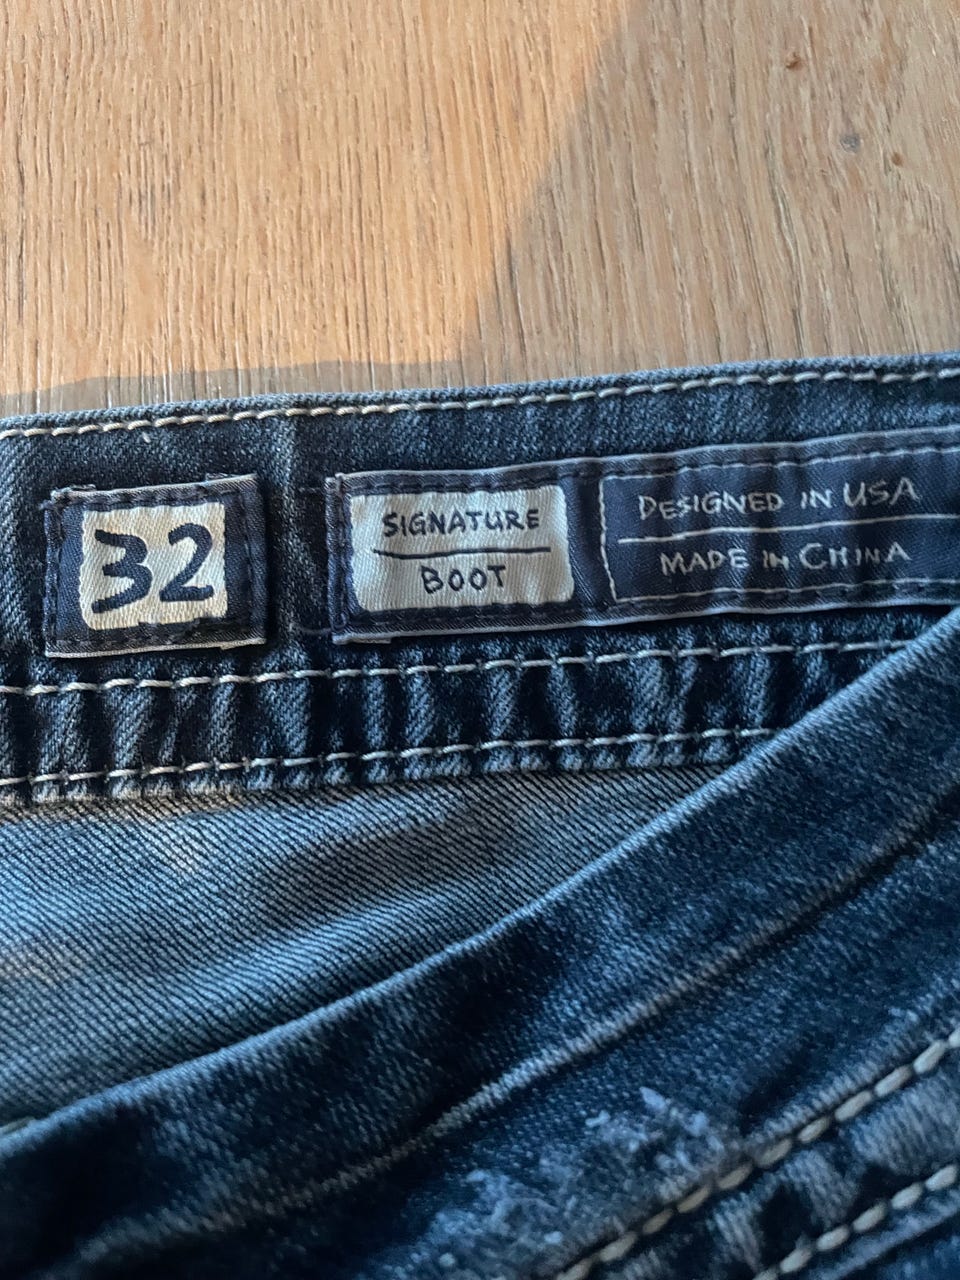 32
SIGNATURE
BOOT
DESIGNED IN USA
MADE IN CHINA